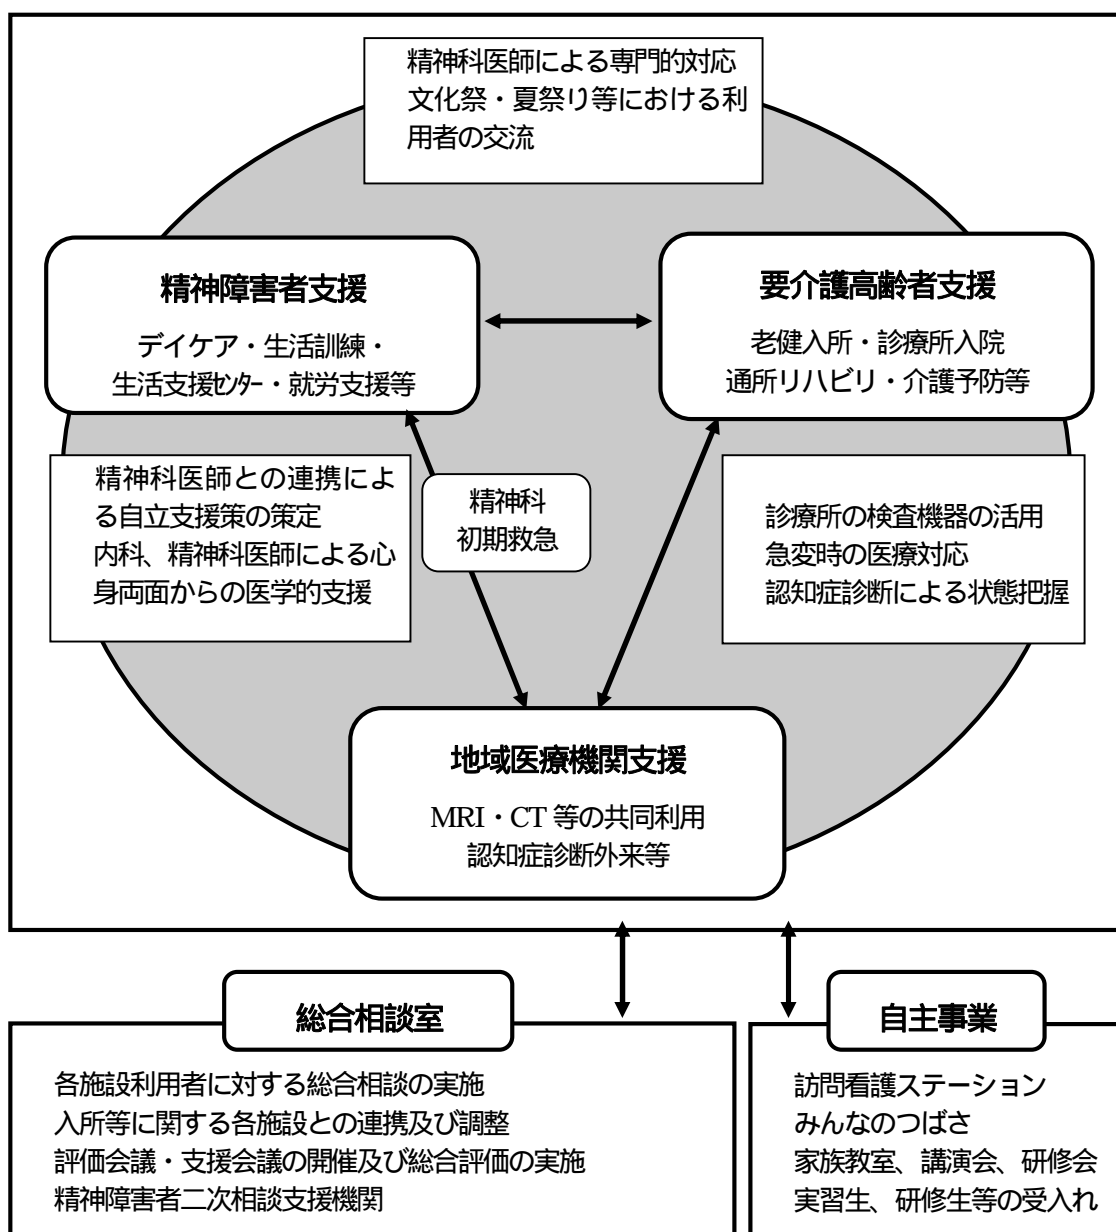 精神科医師による専門的対応
文化祭・夏祭り等における利
用者の交流
精神障害者支援
デイケア・生活訓練・
生活支援ｾﾝﾀｰ・就労支援等
要介護高齢者支援
老健入所・診療所入院
通所リハビリ・介護予防等
精神科医師との連携によ
る自立支援策の策定
内科、精神科医師による心
身両面からの医学的支援
精神科
初期救急
診療所の検査機器の活用
急変時の医療対応
認知症診断による状態把握
地域医療機関支援
MRI・CT 等の共同利用
認知症診断外来等
総合相談室
各施設利用者に対する総合相談の実施
入所等に関する各施設との連携及び調整
評価会議・支援会議の開催及び総合評価の実施
精神障害者二次相談支援機関
自主事業
訪問看護ステーション
みんなのつばさ
家族教室、講演会、研修会
実習生、研修生等の受入れ